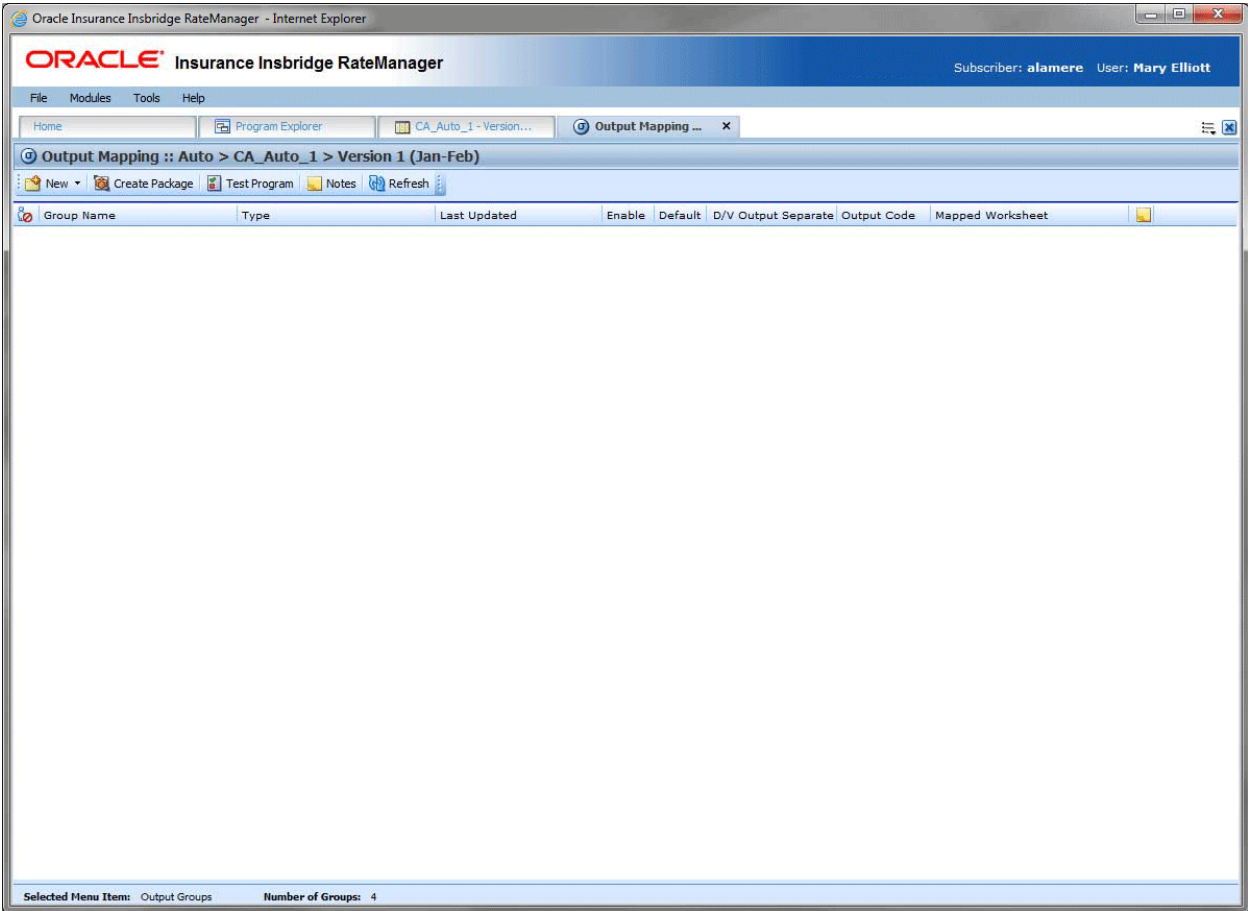 Oracle Insurance Insbridge RateManager - Internet Explorer
ORACLE® Insurance Insbridge RateManager
Subscriber: alamere User: Mary Elliott
File Modules Tools Help
Home Program Explorer CA_Auto_1 - Version... Output Mapping ...
Output Mapping :: Auto > CA_Auto_1 > Version 1 (Jan-Feb)
New Create Package Test Program Notes Refresh
Group Name Type Last Updated Enable Default D/V Output Separate Output Code Mapped Worksheet
Selected Menu Item: Output Groups Number of Groups: 4